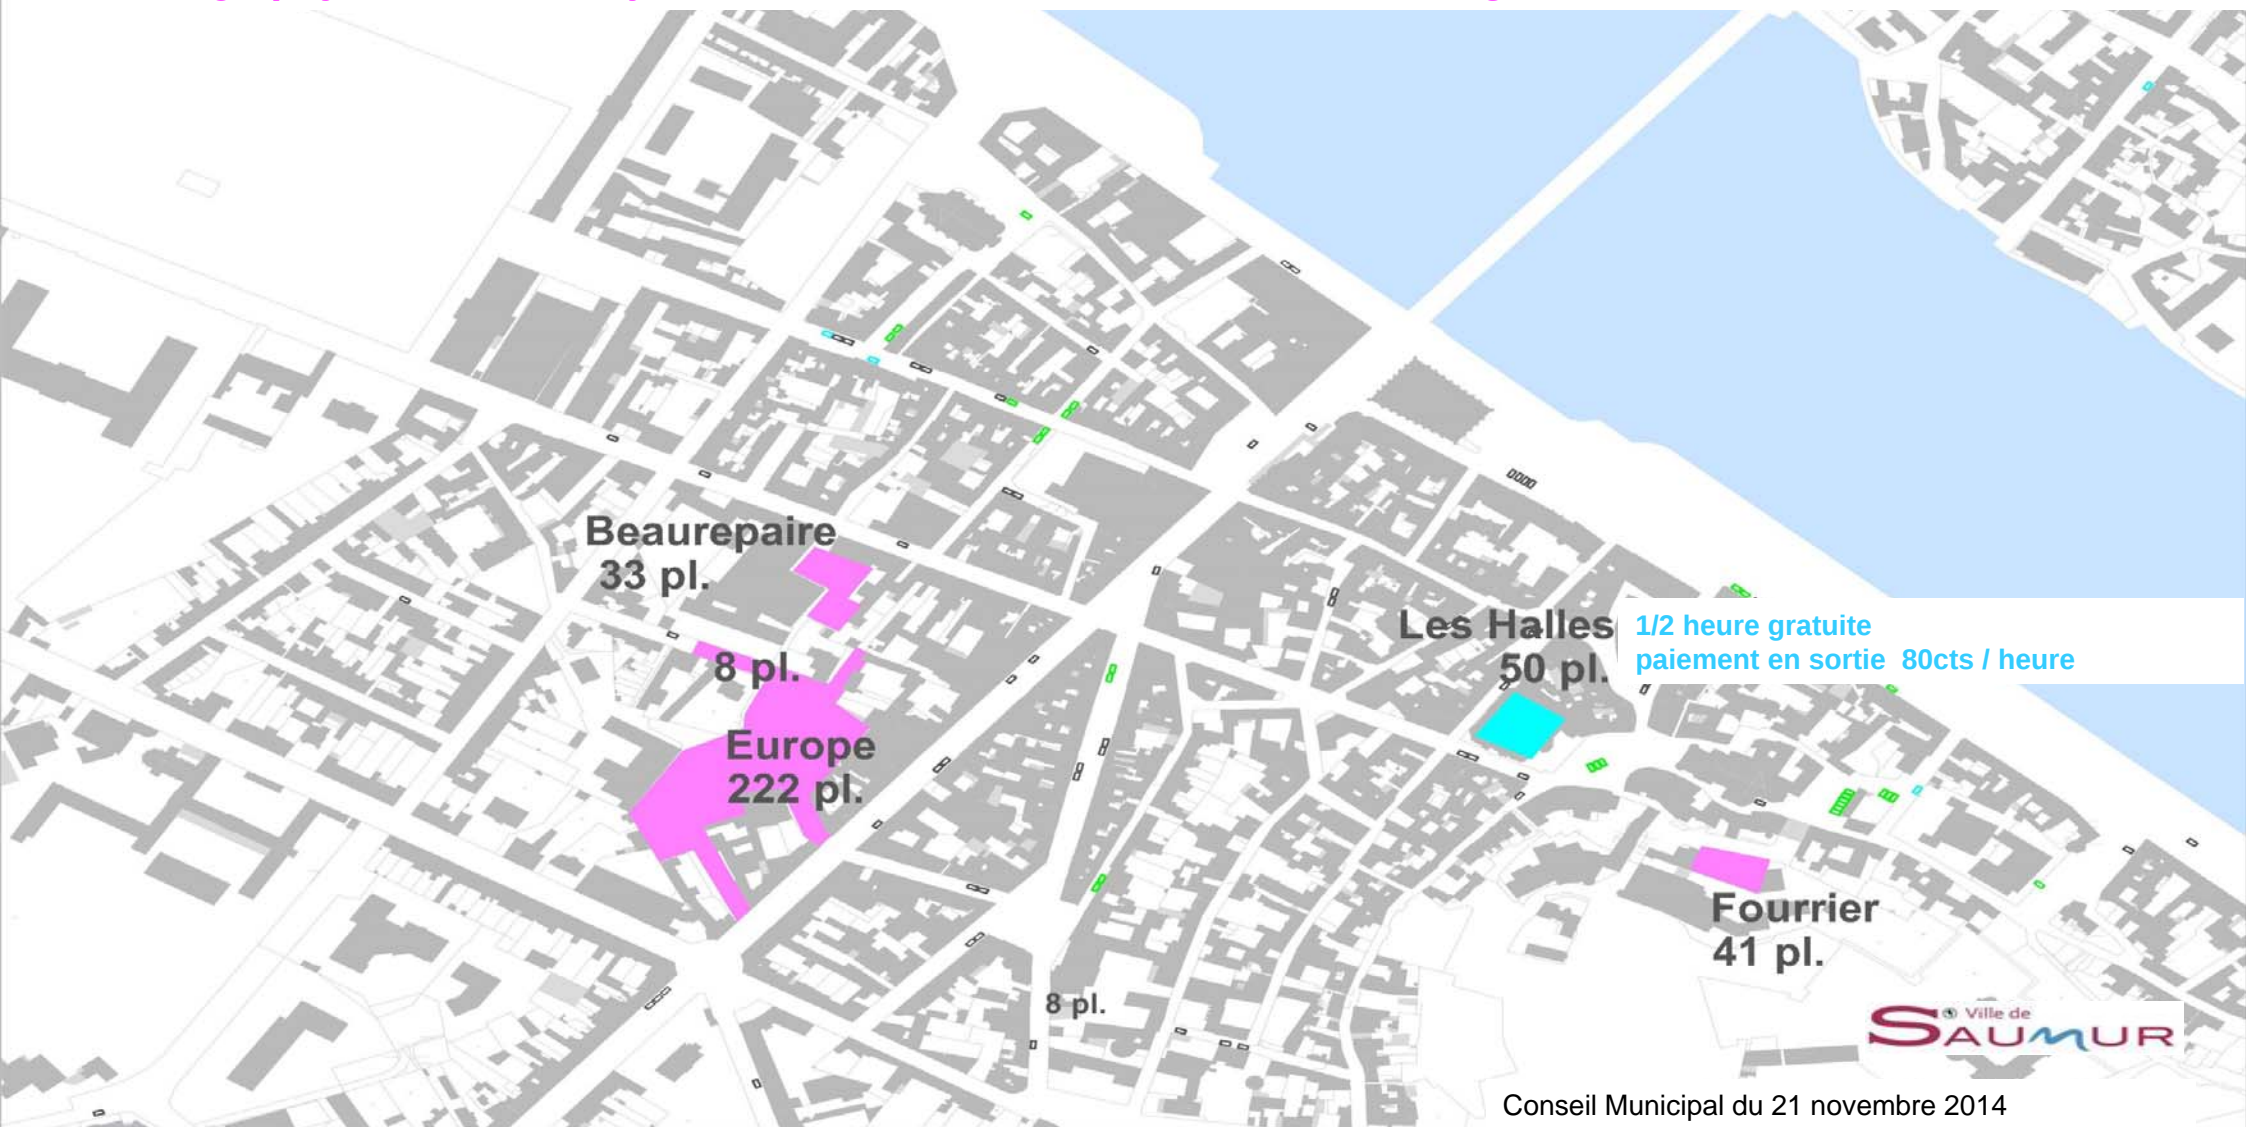 Beaurepaire
33 pl.
8 pl.
Europe
222 pl.
Les Halles
50 pl.
1/2 heure gratuite
paiement en sortie 80cts / heure
Fourrier
41 pl.
8 pl.
Ville de
SAUMUR
Conseil Municipal du 21 novembre 2014